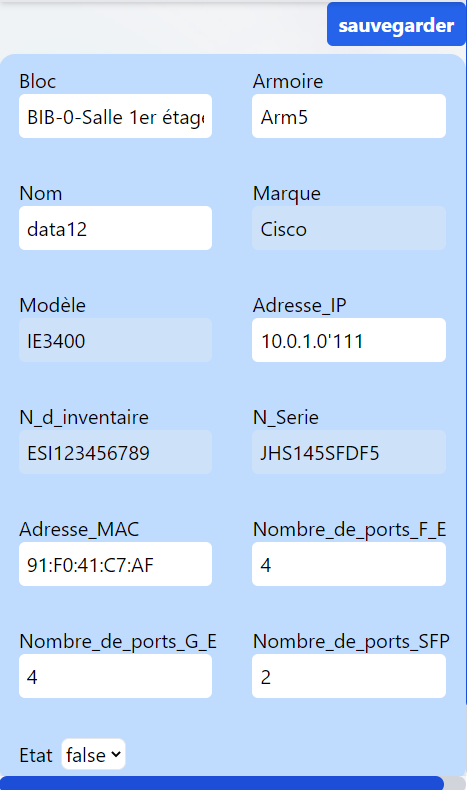 sauvegarder
Bloc Armoire
BIB-0-Salle 1er étage Arm5
Nom Marque
data12 Cisco
Modèle Adresse_IP
IE3400 10.0.1.0'111
N_d_inventaire N_Serie
ESI123456789 JHS145SFDF5
Adresse_MAC Nombre_de_ports_F_E
91:F0:41:C7:AF 4
Nombre_de_ports_G_E Nombre_de_ports_SFP
4 2
Etat false